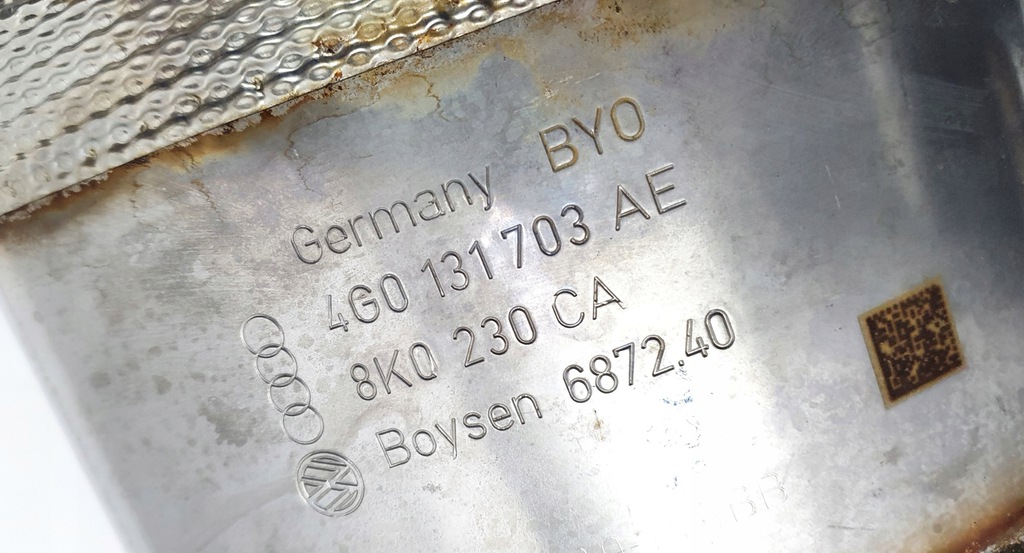 Germany BYO
4G0 131 703 AE
8K0 230 CA
Boysen 6872.40